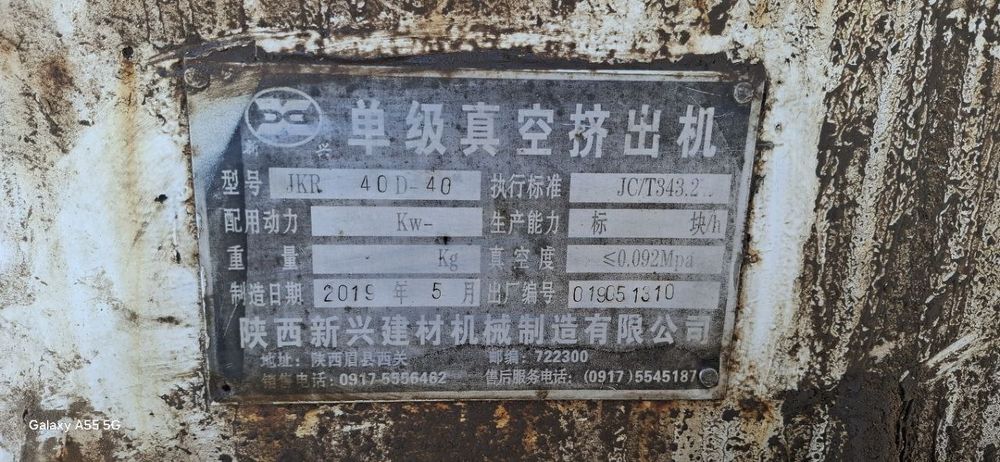 单级真空挤出机
新 兴
型号 JKR 40D-40 执行标准 JC/T343.2
配用动力 Kw- 生产能力 标 块/h
重 量 Kg 真空度 ≤0.092Mpa
制造日期 2019 年 5 月 出厂编号 019051310
陕西新兴建材机械制造有限公司
地址：陕西眉县西关 邮编：722300
销售电话：0917-5556462 售后服务电话：(0917)5545187
Galaxy A55 5G